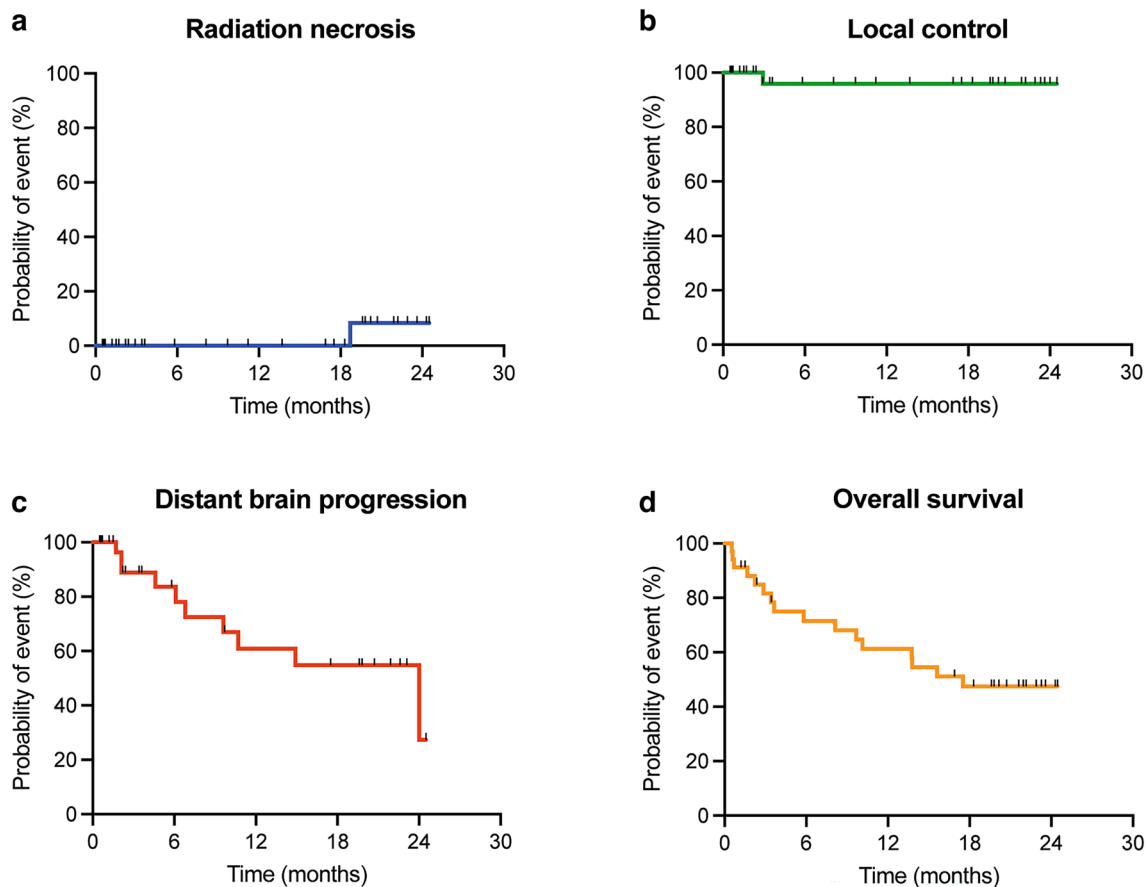 a
Radiation necrosis
Probability of event (%)
100
80
60
40
20
0
0 6 12 18 24 30
Time (months)
b
Local control
Probability of event (%)
100
80
60
40
20
0
0 6 12 18 24 30
Time (months)
c
Distant brain progression
Probability of event (%)
100
80
60
40
20
0
0 6 12 18 24 30
Time (months)
d
Overall survival
Probability of event (%)
100
80
60
40
20
0
0 6 12 18 24 30
Time (months)